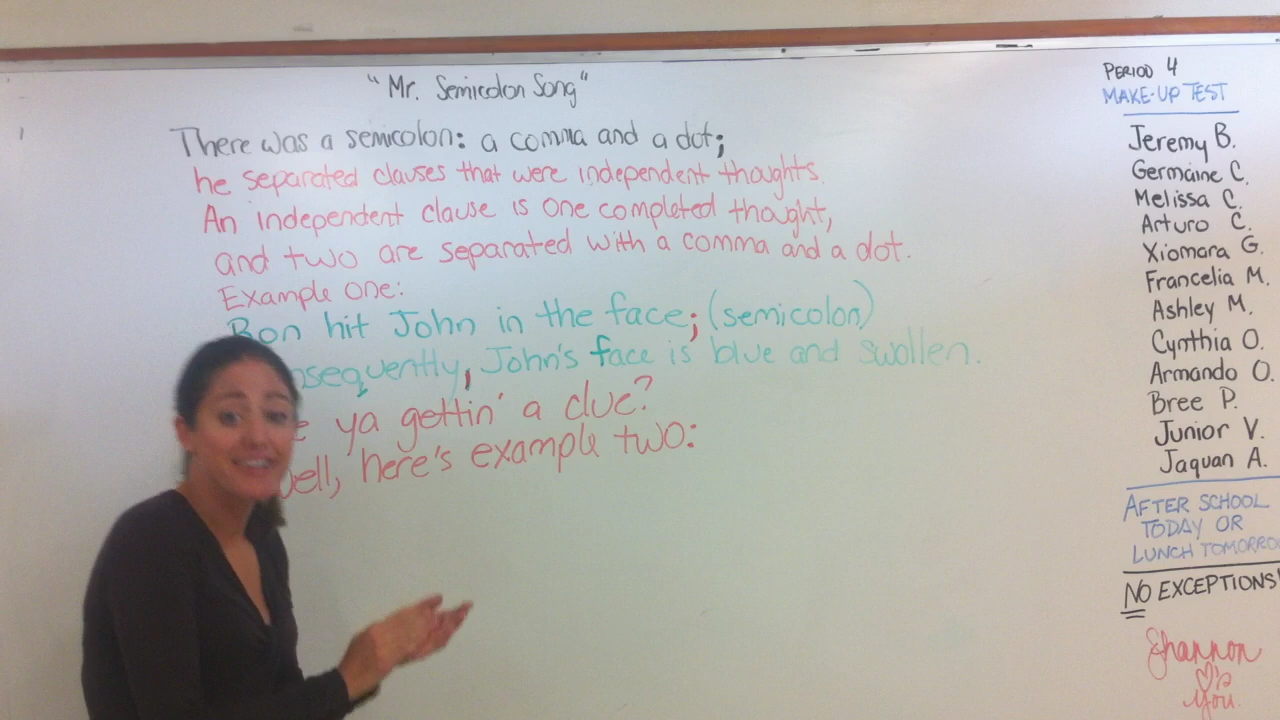 "Mr. Semicolon Song"
There was a semicolon: a comma and a dot;
he separated clauses that were independent thoughts.
An independent clause is one completed thought,
and two are separated with a comma and a dot.
Example one:
Ron hit John in the face; (semicolon)
nsequently, John's face is blue and swollen.
e ya gettin' a clue?
well, here's example two:
PERIOD 4
MAKE-UP TEST
Jeremy B.
Germaine C.
Melissa C.
Arturo C.
Xiomara G.
Francelia M.
Ashley M.
Cynthia O.
Armando O.
Bree P.
Junior V.
Jaquan A.
AFTER SCHOOL
TODAY OR
LUNCH TOMORRO
NO EXCEPTIONS!
Shannon
♡'s
You.